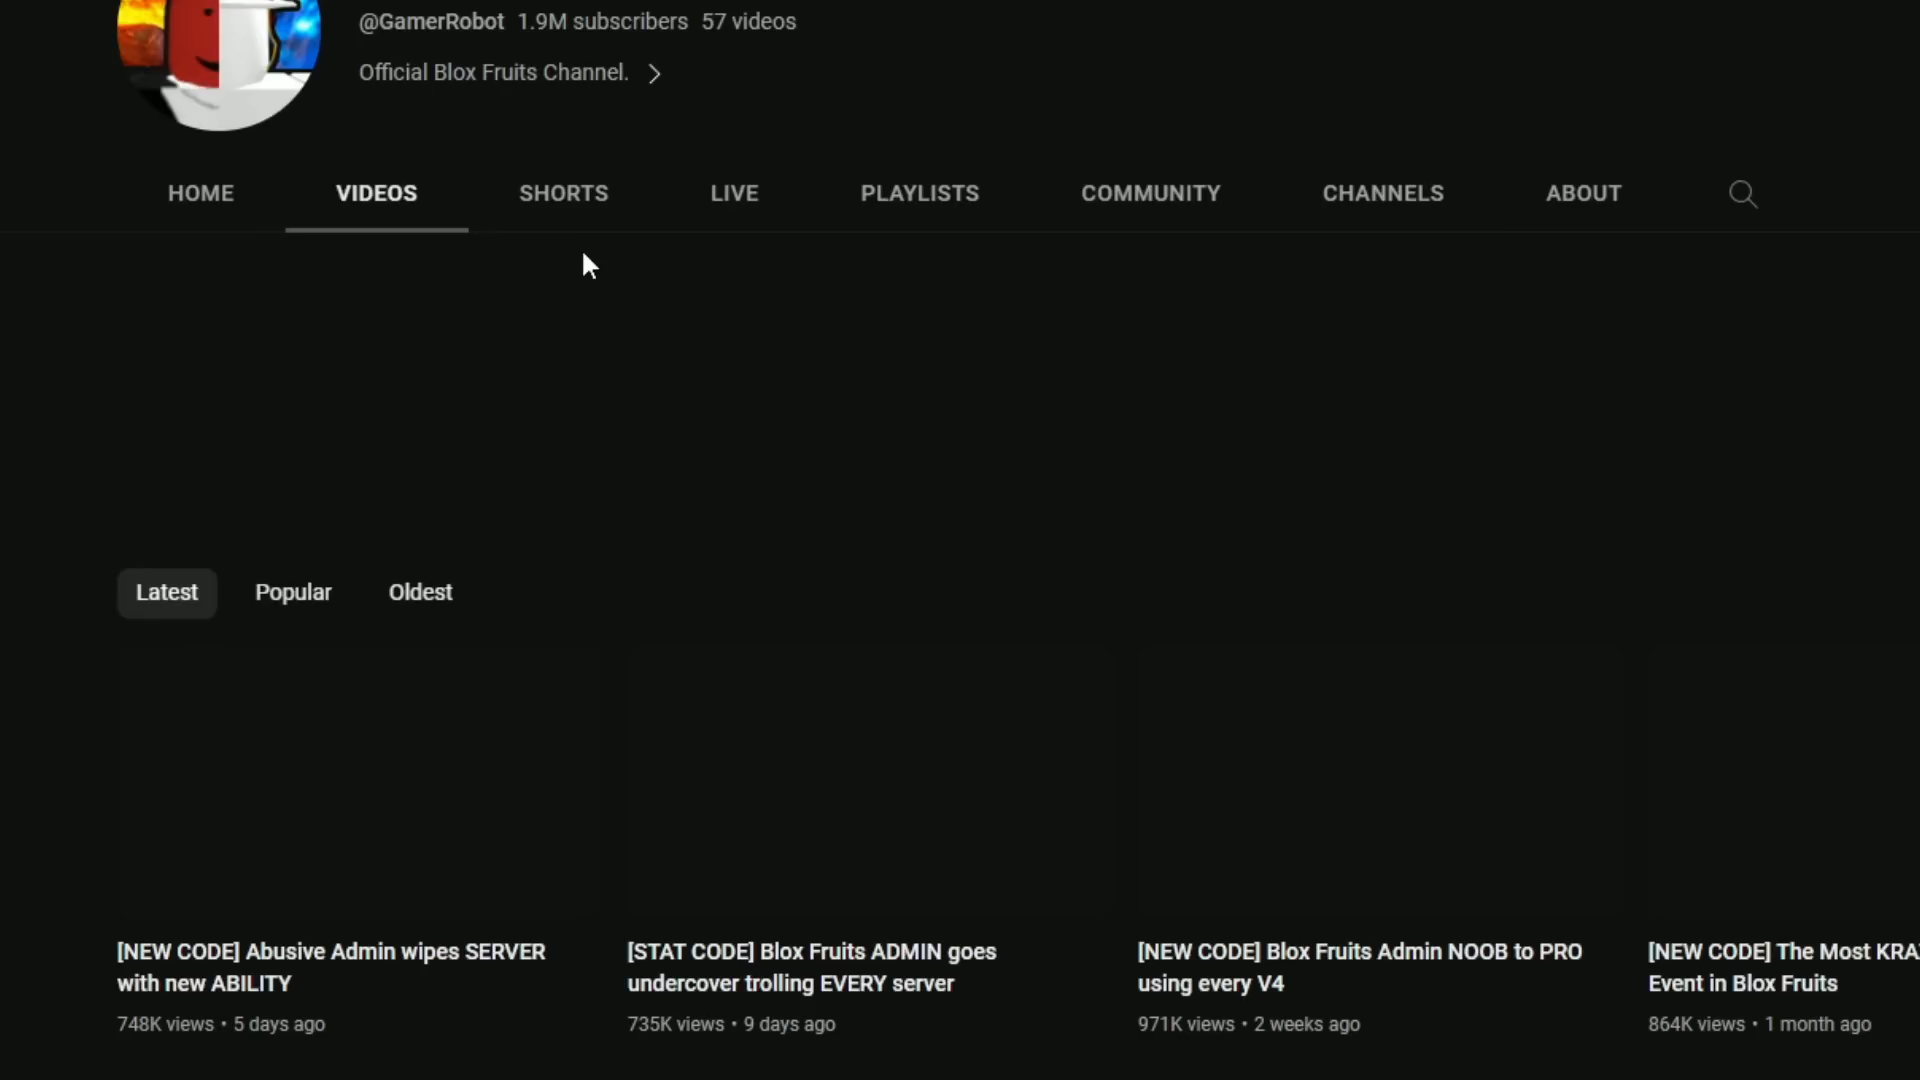 @GamerRobot 1.9M subscribers 57 videos
Official Blox Fruits Channel.
HOME VIDEOS SHORTS LIVE PLAYLISTS COMMUNITY CHANNELS ABOUT
Latest Popular Oldest
[NEW CODE] Abusive Admin wipes SERVER
with new ABILITY
748K views • 5 days ago
[STAT CODE] Blox Fruits ADMIN goes
undercover trolling EVERY server
735K views • 9 days ago
[NEW CODE] Blox Fruits Admin NOOB to PRO
using every V4
971K views • 2 weeks ago
[NEW CODE] The Most
Event in Blox Fruits
864K views • 1 month ago